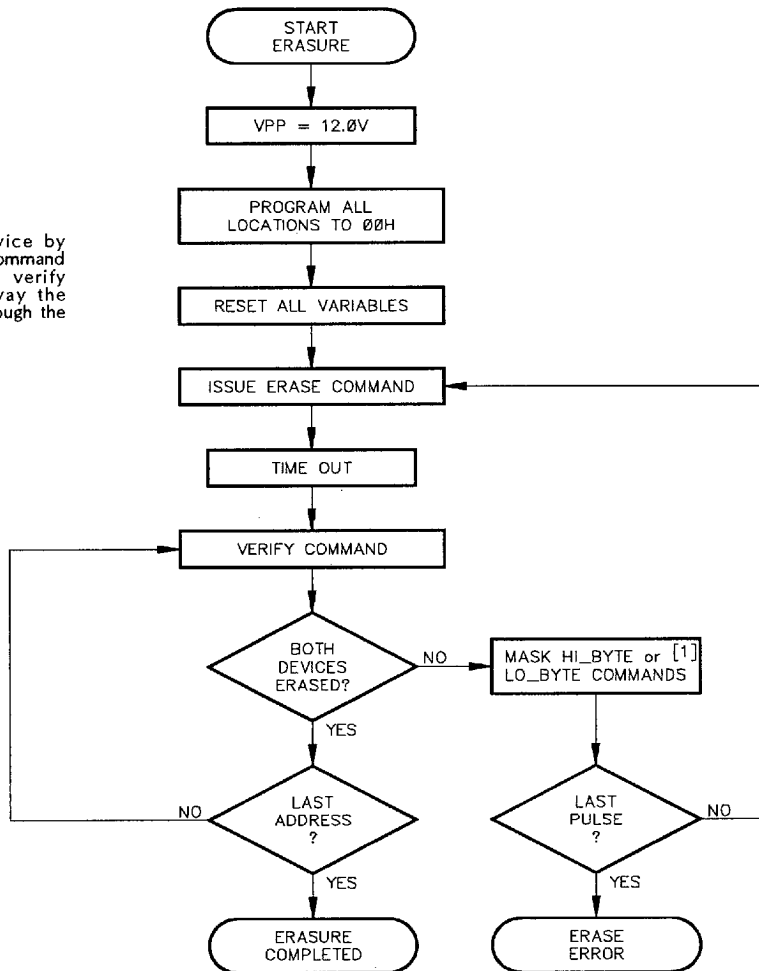 START
ERASURE
VPP = 12.0V
PROGRAM ALL
LOCATIONS TO 00H
vice by
ommand
verify
vay the
ough the
RESET ALL VARIABLES
ISSUE ERASE COMMAND
TIME OUT
VERIFY COMMAND
BOTH
DEVICES
ERASED?
NO
MASK HI_BYTE or [1]
LO_BYTE COMMANDS
YES
NO
LAST
ADDRESS
?
LAST
PULSE
?
NO
YES
YES
ERASURE
COMPLETED
ERASE
ERROR